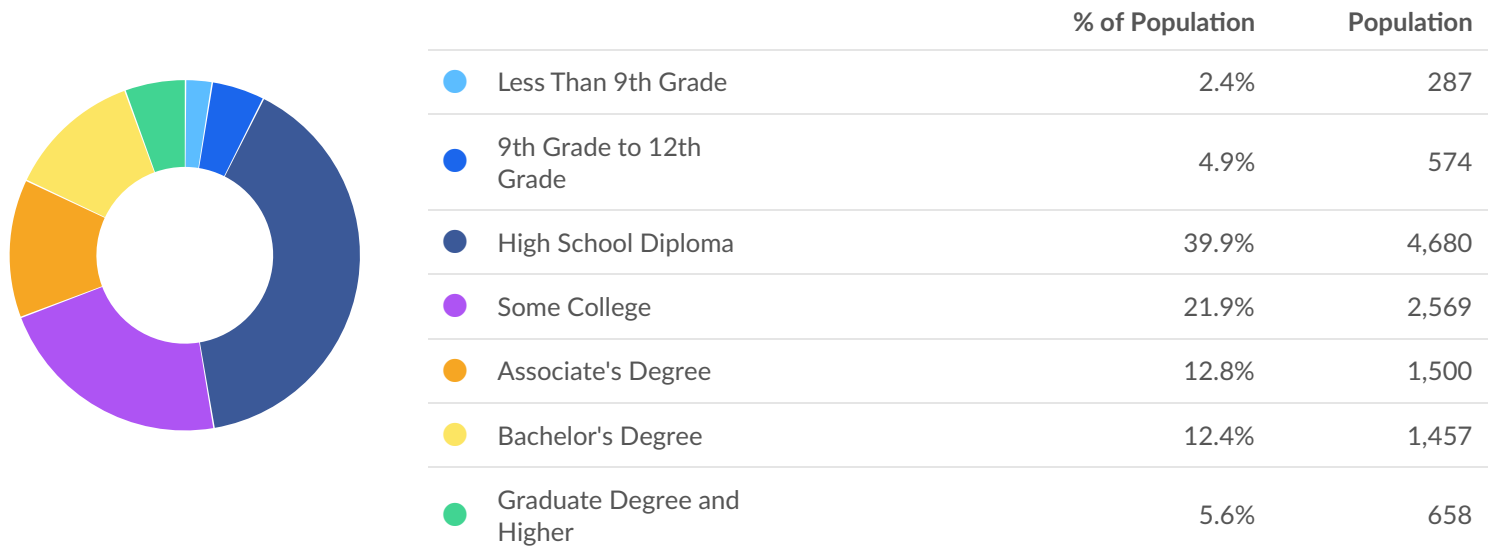 % of Population Population
Less Than 9th Grade 2.4% 287
9th Grade to 12th
Grade 4.9% 574
High School Diploma 39.9% 4,680
Some College 21.9% 2,569
Associate's Degree 12.8% 1,500
Bachelor's Degree 12.4% 1,457
Graduate Degree and
Higher 5.6% 658